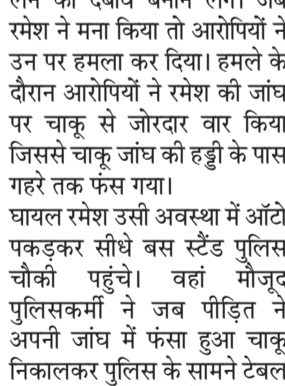 रमेश ने मना किया तो आरोपियों ने
उन पर हमला कर दिया। हमले के
दौरान आरोपियों ने रमेश की जांघ
पर चाकू से जोरदार वार किया
जिससे चाकू जांघ की हड्डी के पास
गहरे तक फंस गया।
घायल रमेश उसी अवस्था में ऑटो
पकड़कर सीधे बस स्टैंड पुलिस
चौकी पहुंचे। वहां मौजूद
पुलिसकर्मी ने जब पीड़ित ने
अपनी जांघ में फंसा हुआ चाकू
निकालकर पुलिस के सामने टेबल